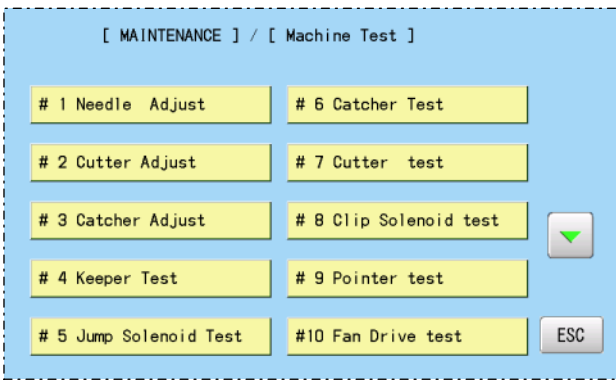 [ MAINTENANCE ] / [ Machine Test ]
# 1 Needle Adjust
# 2 Cutter Adjust
# 3 Catcher Adjust
# 4 Keeper Test
# 5 Jump Solenoid Test
# 6 Catcher Test
# 7 Cutter test
# 8 Clip Solenoid test
# 9 Pointer test
#10 Fan Drive test
ESC